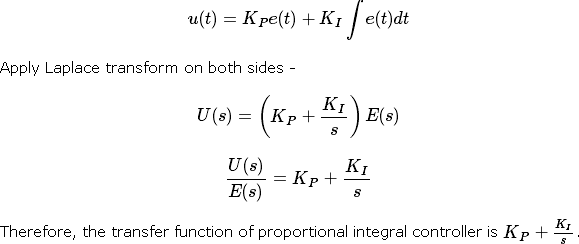 u(t) = K_P e(t) + K_I ∫ e(t)dt
Apply Laplace transform on both sides -
U(s) = (K_P + K_I/s) E(s)
U(s)/E(s) = K_P + K_I/s
Therefore, the transfer function of proportional integral controller is K_P + K_I/s.